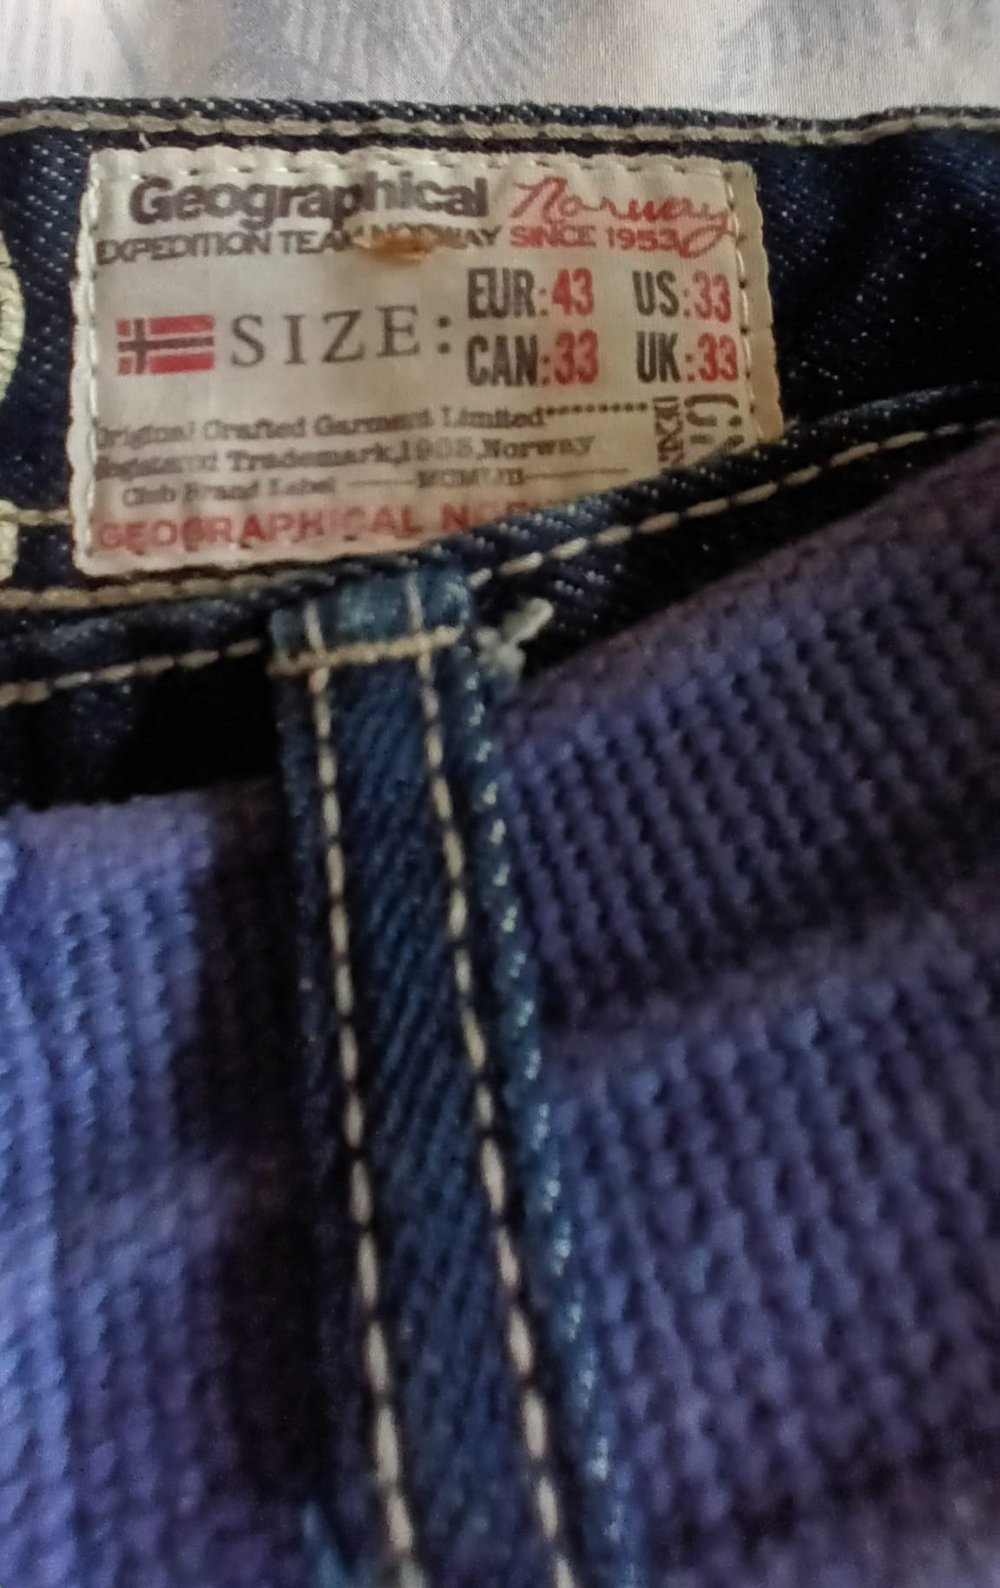 Geographical Norway
EXPEDITION TEAM NORWAY SINCE 1953
SIZE:
EUR:43 US:33
CAN:33 UK:33
Original Crafted Garment Limited
Registered Trademark, Norway
Club Brand Label
GEOGRAPHICAL